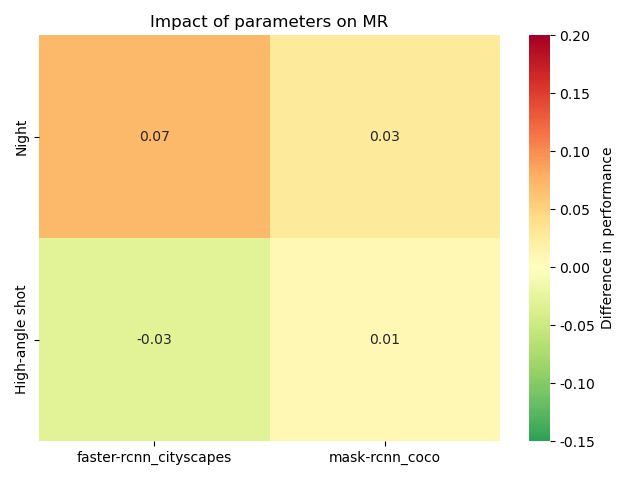 Impact of parameters on MR
Night
0.07
0.03
High-angle shot
-0.03
0.01
faster-rcnn_cityscapes
mask-rcnn_coco
0.20
0.15
0.10
0.05
0.00
-0.05
-0.10
-0.15
Difference in performance